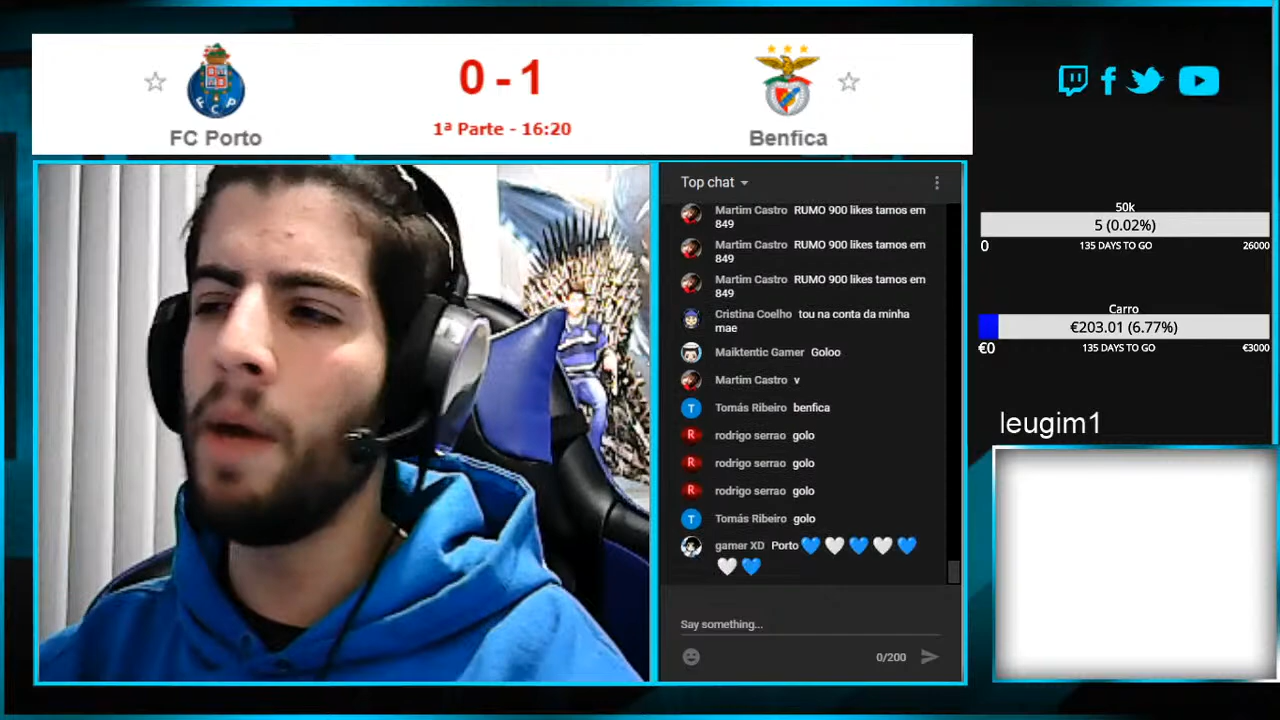 0 - 1
1ª Parte - 16:20
FC Porto
Benfica
FCP
Top chat
Martim Castro RUMO 900 likes tamos em
849
Martim Castro RUMO 900 likes tamos em
849
Martim Castro RUMO 900 likes tamos em
849
Cristina Coelho tou na conta da minha
mae
Maiktentic Gamer Goloo
Martim Castro v
T Tomás Ribeiro benfica
R rodrigo serrao golo
R rodrigo serrao golo
R rodrigo serrao golo
T Tomás Ribeiro golo
gamer XD Porto💙🤍💙🤍💙
🤍💙
Say something...
0/200
50k
5 (0.02%)
0 135 DAYS TO GO 26000
Carro
€203.01 (6.77%)
€0 135 DAYS TO GO €3000
leugim1